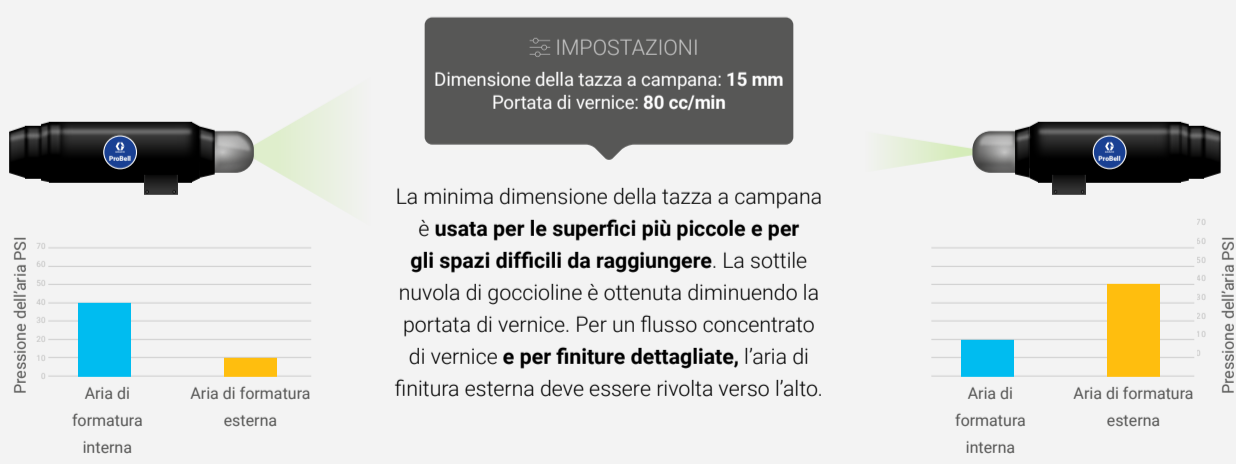 IMPOSTAZIONI
Dimensione della tazza a campana: 15 mm
Portata di vernice: 80 cc/min
ProBell
ProBell
La minima dimensione della tazza a campana
è usata per le superfici più piccole e per
gli spazi difficili da raggiungere. La sottile
nuvola di goccioline è ottenuta diminuendo la
portata di vernice. Per un flusso concentrato
di vernice e per finiture dettagliate, l'aria di
finitura esterna deve essere rivolta verso l'alto.
Pressione dell'aria PSI
70
60
50
40
30
20
10
0
Aria di
formatura
interna
Aria di formatura
esterna
70
50
40
30
10
Aria di
formatura
interna
Aria di formatura
esterna
Pressione dell'aria PSI